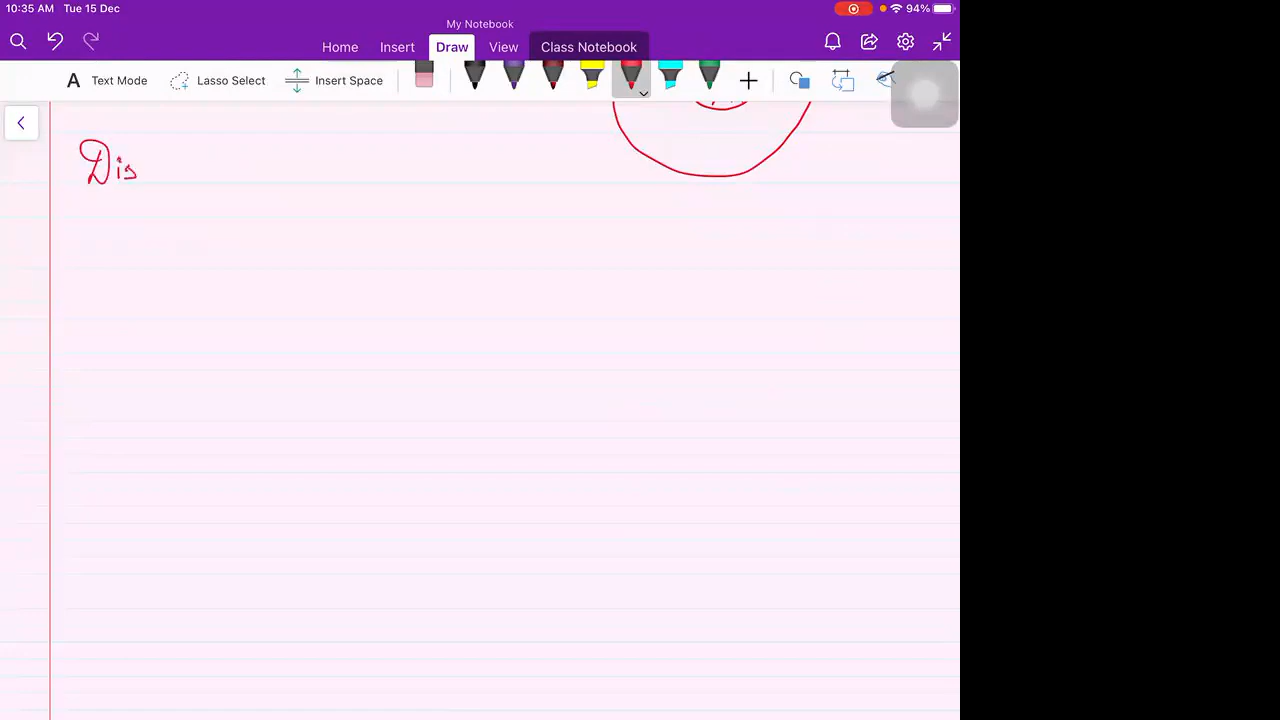 10:35 AM Tue 15 Dec
94%
My Notebook
Home Insert Draw View Class Notebook
A Text Mode Lasso Select Insert Space
Dis